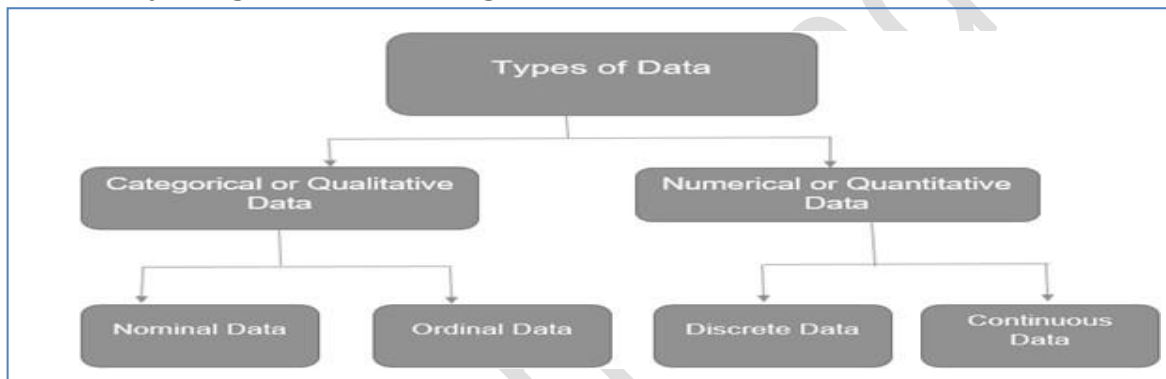 Types of Data
Categorical or Qualitative
Data
Numerical or Quantitative
Data
Nominal Data
Ordinal Data
Discrete Data
Continuous
Data